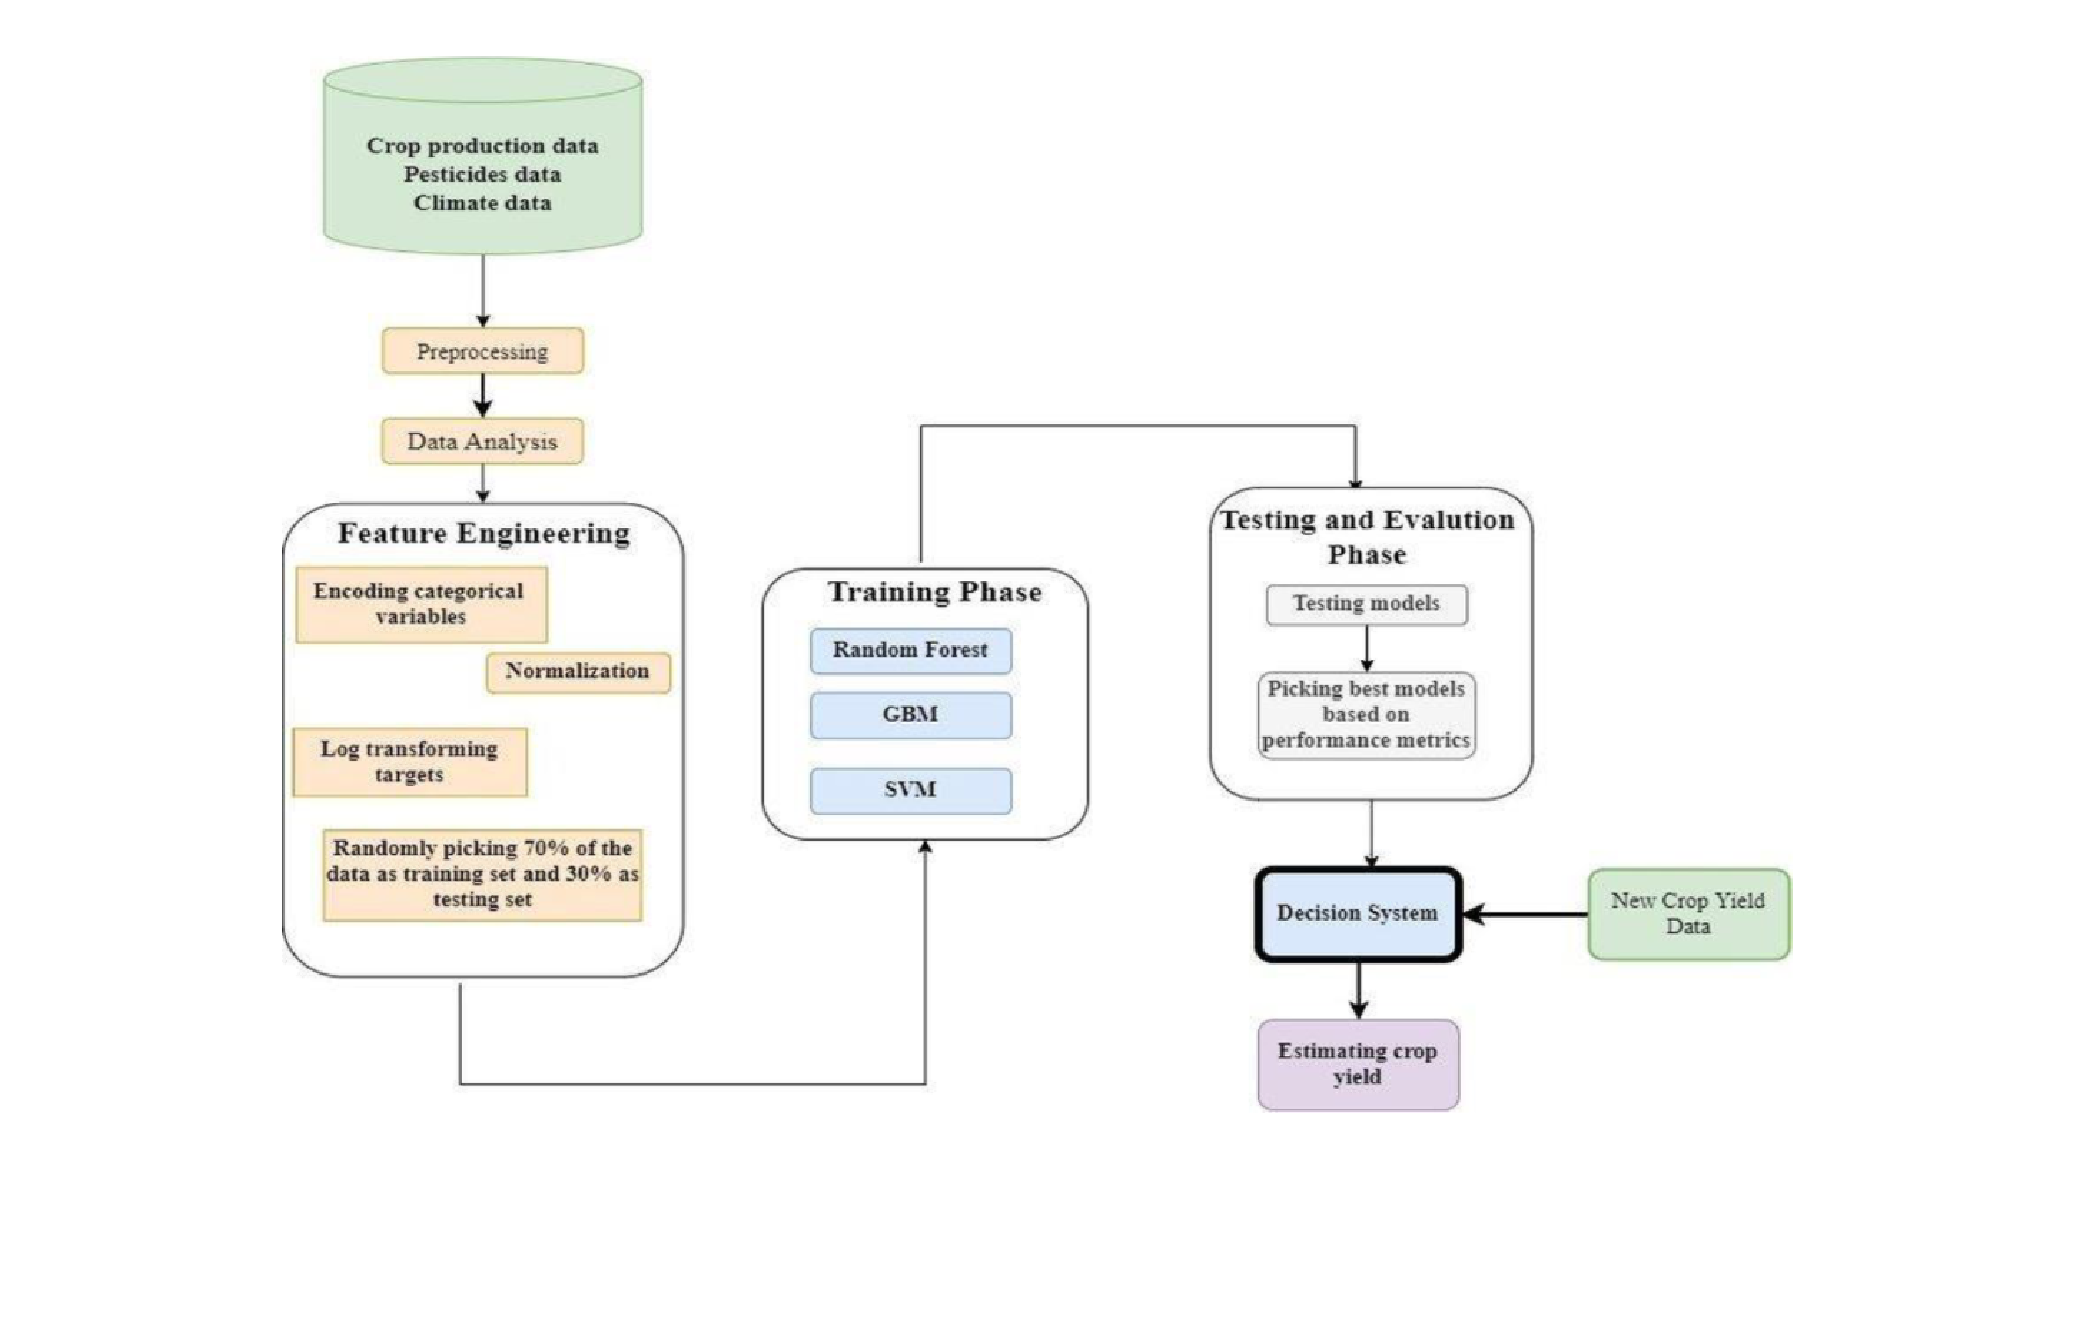 Crop production data
Pesticides data
Climate data
Preprocessing
Data Analysis
Feature Engineering
Encoding categorical
variables
Normalization
Log transforming
targets
Randomly picking 70% of the
data as training set and 30% as
testing set
Training Phase
Random Forest
GBM
SVM
Testing and Evalution
Phase
Testing models
Picking best models
based on
performance metrics
Decision System
New Crop Yield
Data
Estimating crop
yield